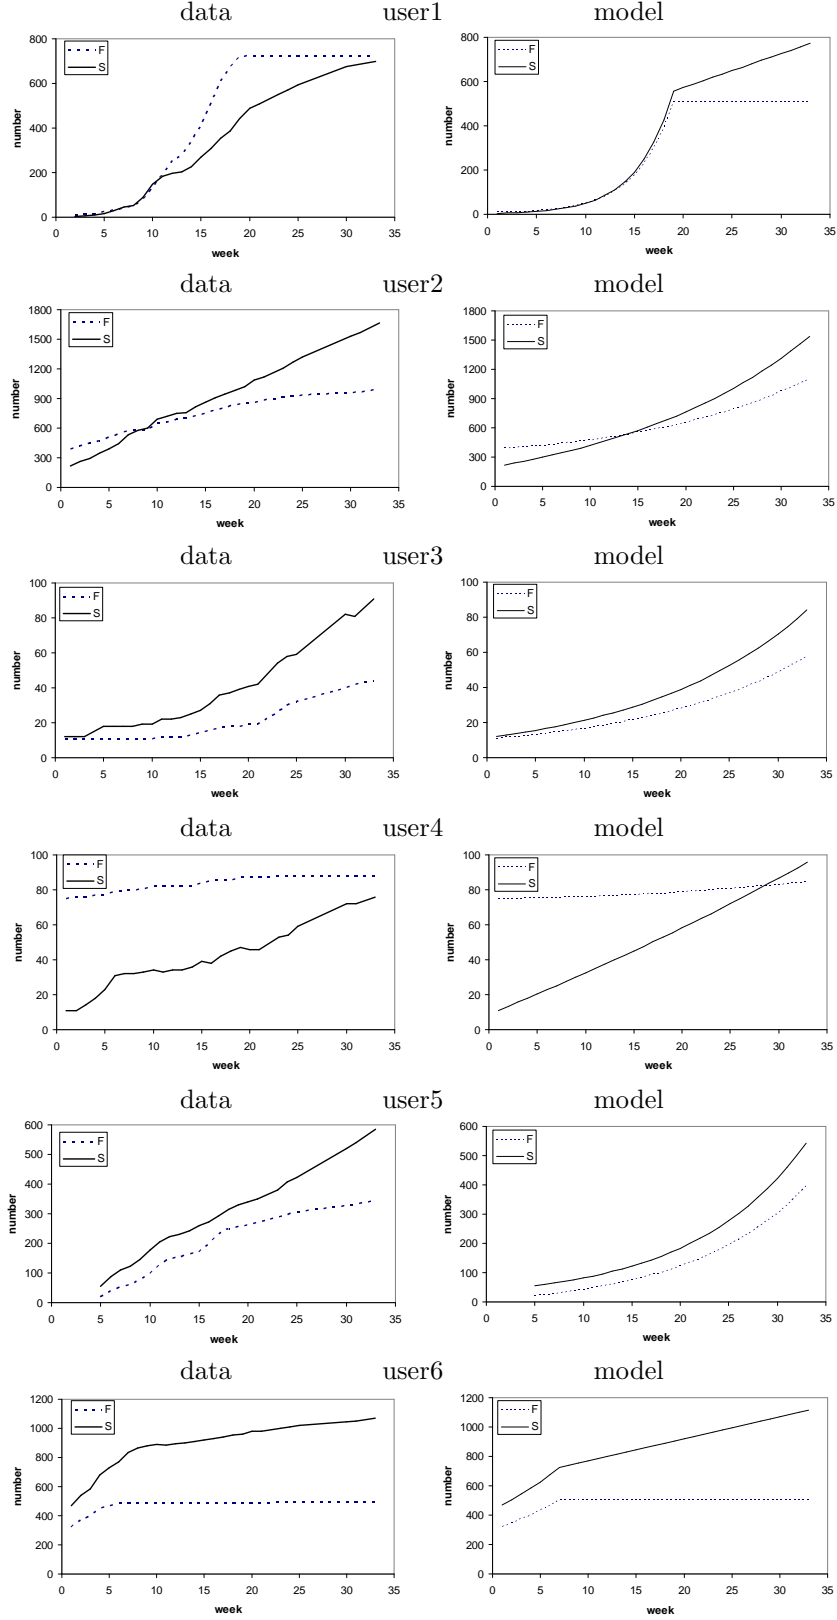 data user1 model
F
S
F
S
number
800
600
400
200
0
0 5 10 15 20 25 30 35
week
number
800
600
400
200
0
0 5 10 15 20 25 30 35
week
data user2 model
F
S
F
S
number
1800
1500
1200
900
600
300
0
0 5 10 15 20 25 30 35
week
number
1800
1500
1200
900
600
300
0
0 5 10 15 20 25 30 35
week
data user3 model
F
S
F
S
number
100
80
60
40
20
0
0 5 10 15 20 25 30 35
week
number
100
80
60
40
20
0
0 5 10 15 20 25 30 35
week
data user4 model
F
S
F
S
number
100
80
60
40
20
0
0 5 10 15 20 25 30 35
week
number
100
80
60
40
20
0
0 5 10 15 20 25 30 35
week
data user5 model
F
S
F
S
number
600
500
400
300
200
100
0
0 5 10 15 20 25 30 35
week
number
600
500
400
300
200
100
0
0 5 10 15 20 25 30 35
week
data user6 model
F
S
F
S
number
1200
1000
800
600
400
200
0
0 5 10 15 20 25 30 35
week
number
1200
1000
800
600
400
200
0
0 5 10 15 20 25 30 35
week